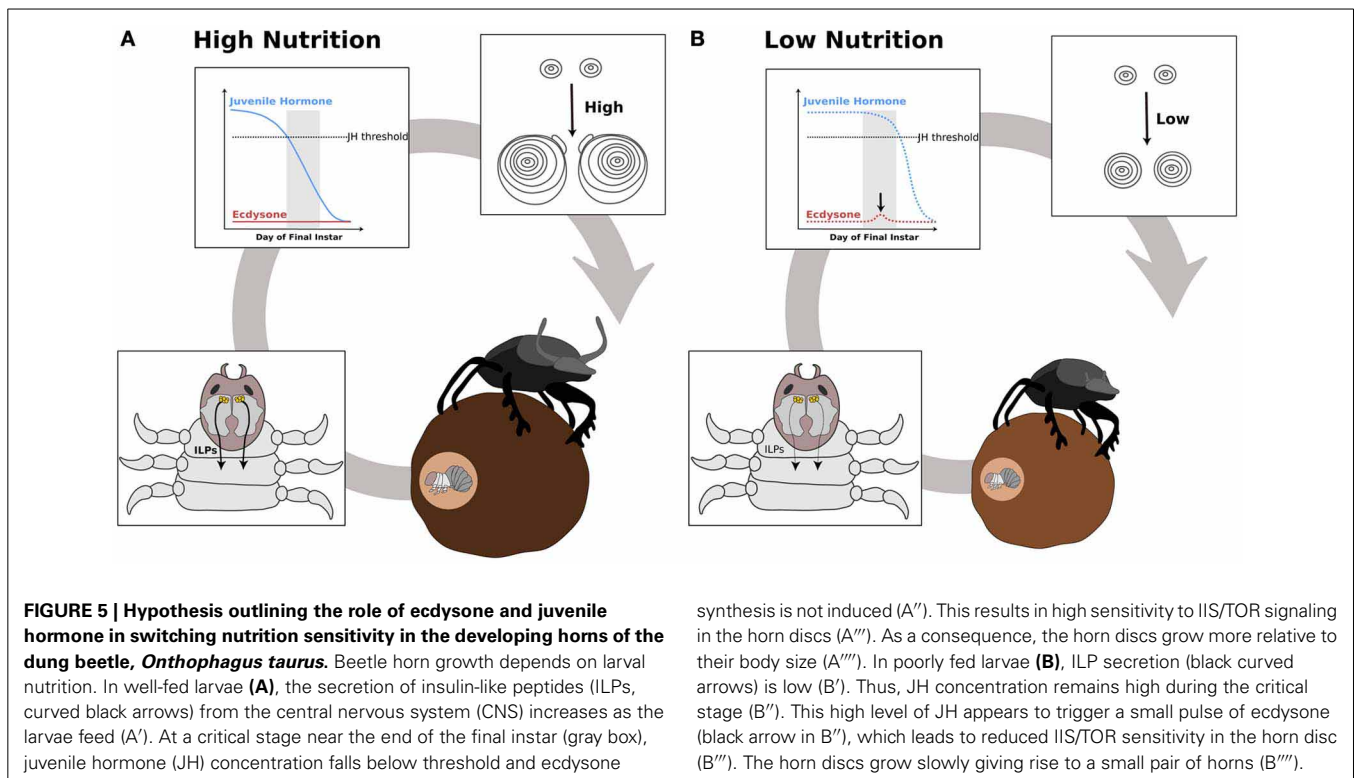 A
High Nutrition
Juvenile Hormone
JH threshold
Ecdysone
Day of Final Instar
High
ILPs
B
Low Nutrition
Juvenile Hormone
JH threshold
Ecdysone
Day of Final Instar
Low
ILPs
FIGURE 5 | Hypothesis outlining the role of ecdysone and juvenile
hormone in switching nutrition sensitivity in the developing horns of the
dung beetle, Onthophagus taurus. Beetle horn growth depends on larval
nutrition. In well-fed larvae (A), the secretion of insulin-like peptides (ILPs,
curved black arrows) from the central nervous system (CNS) increases as the
larvae feed (A′). At a critical stage near the end of the final instar (gray box),
juvenile hormone (JH) concentration falls below threshold and ecdysone
synthesis is not induced (A″). This results in high sensitivity to IIS/TOR signaling
in the horn discs (A‴). As a consequence, the horn discs grow more relative to
their body size (A⁗). In poorly fed larvae (B), ILP secretion (black curved
arrows) is low (B′). Thus, JH concentration remains high during the critical
stage (B″). This high level of JH appears to trigger a small pulse of ecdysone
(black arrow in B″), which leads to reduced IIS/TOR sensitivity in the horn disc
(B‴). The horn discs grow slowly giving rise to a small pair of horns (B⁗).